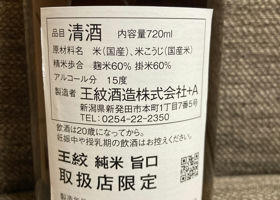 品目 清酒 内容量720ml
原材料名 米(国産)、米こうじ(国産米)
精米歩合 麹米60% 掛米60%
アルコール分 15度
製造者 王紋酒造株式会社+A
新潟県新発田市本町1丁目7番5号
TEL:0254-22-2350
飲酒は20歳になってから。
妊娠中や授乳期の飲酒はお控えください。
王紋 純米 旨口
取扱店限定